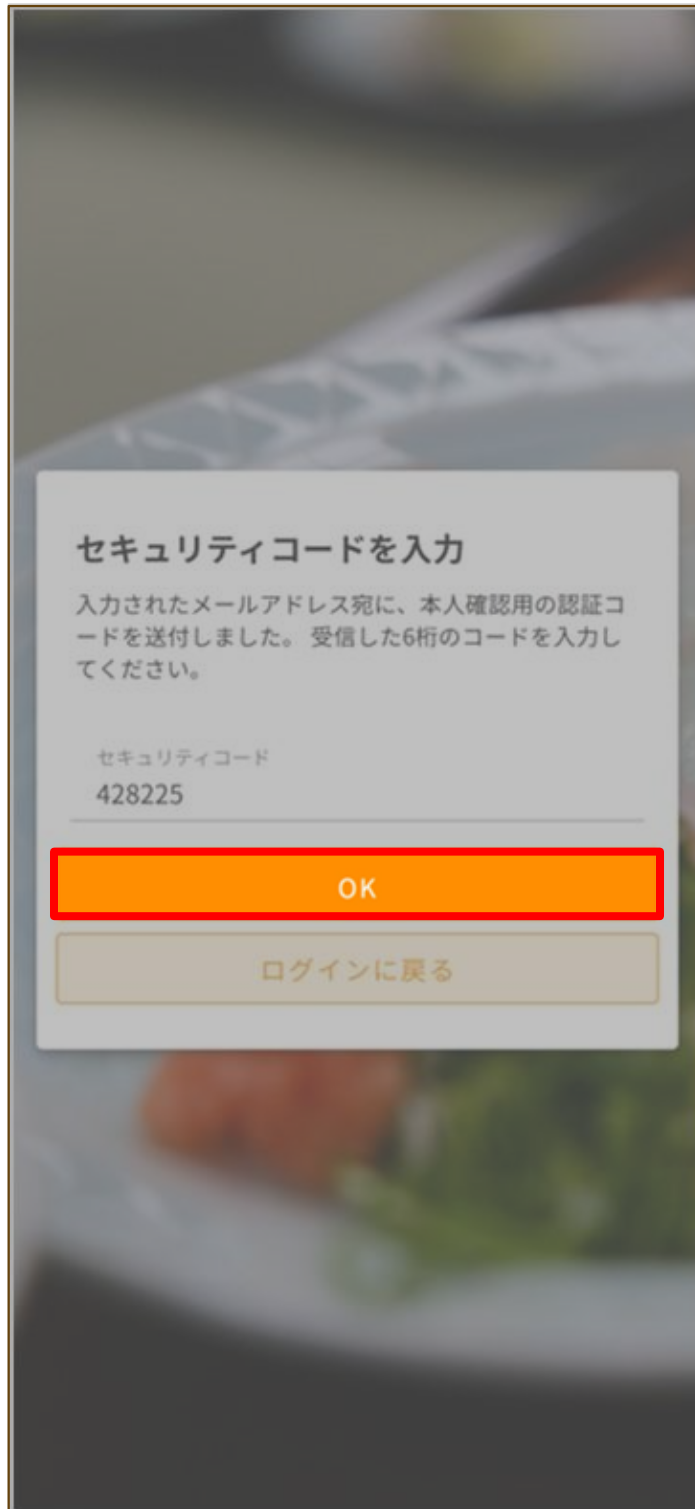 セキュリティコードを入力
入力されたメールアドレス宛に、本人確認用の認証コ
ードを送付しました。 受信した6桁のコードを入力し
てください。
セキュリティコード
428225
OK
ログインに戻る